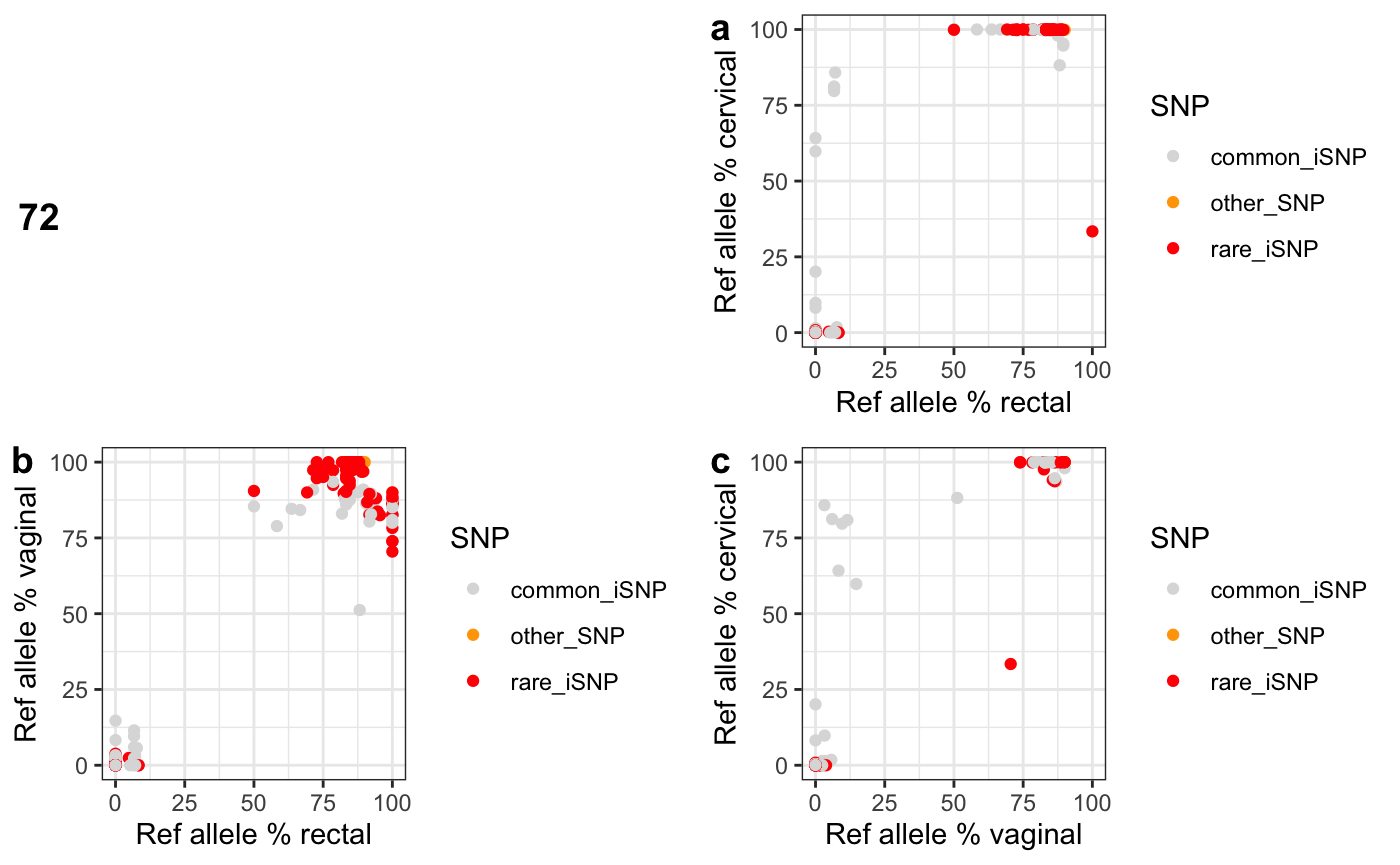 72
a
Ref allele % cervical
100
75
50
25
0
0 25 50 75 100
Ref allele % rectal
SNP
common_iSNP
other_SNP
rare_iSNP
b
Ref allele % vaginal
100
75
50
25
0
0 25 50 75 100
Ref allele % rectal
SNP
common_iSNP
other_SNP
rare_iSNP
c
Ref allele % cervical
100
75
50
25
0
0 25 50 75 100
Ref allele % vaginal
SNP
common_iSNP
other_SNP
rare_iSNP